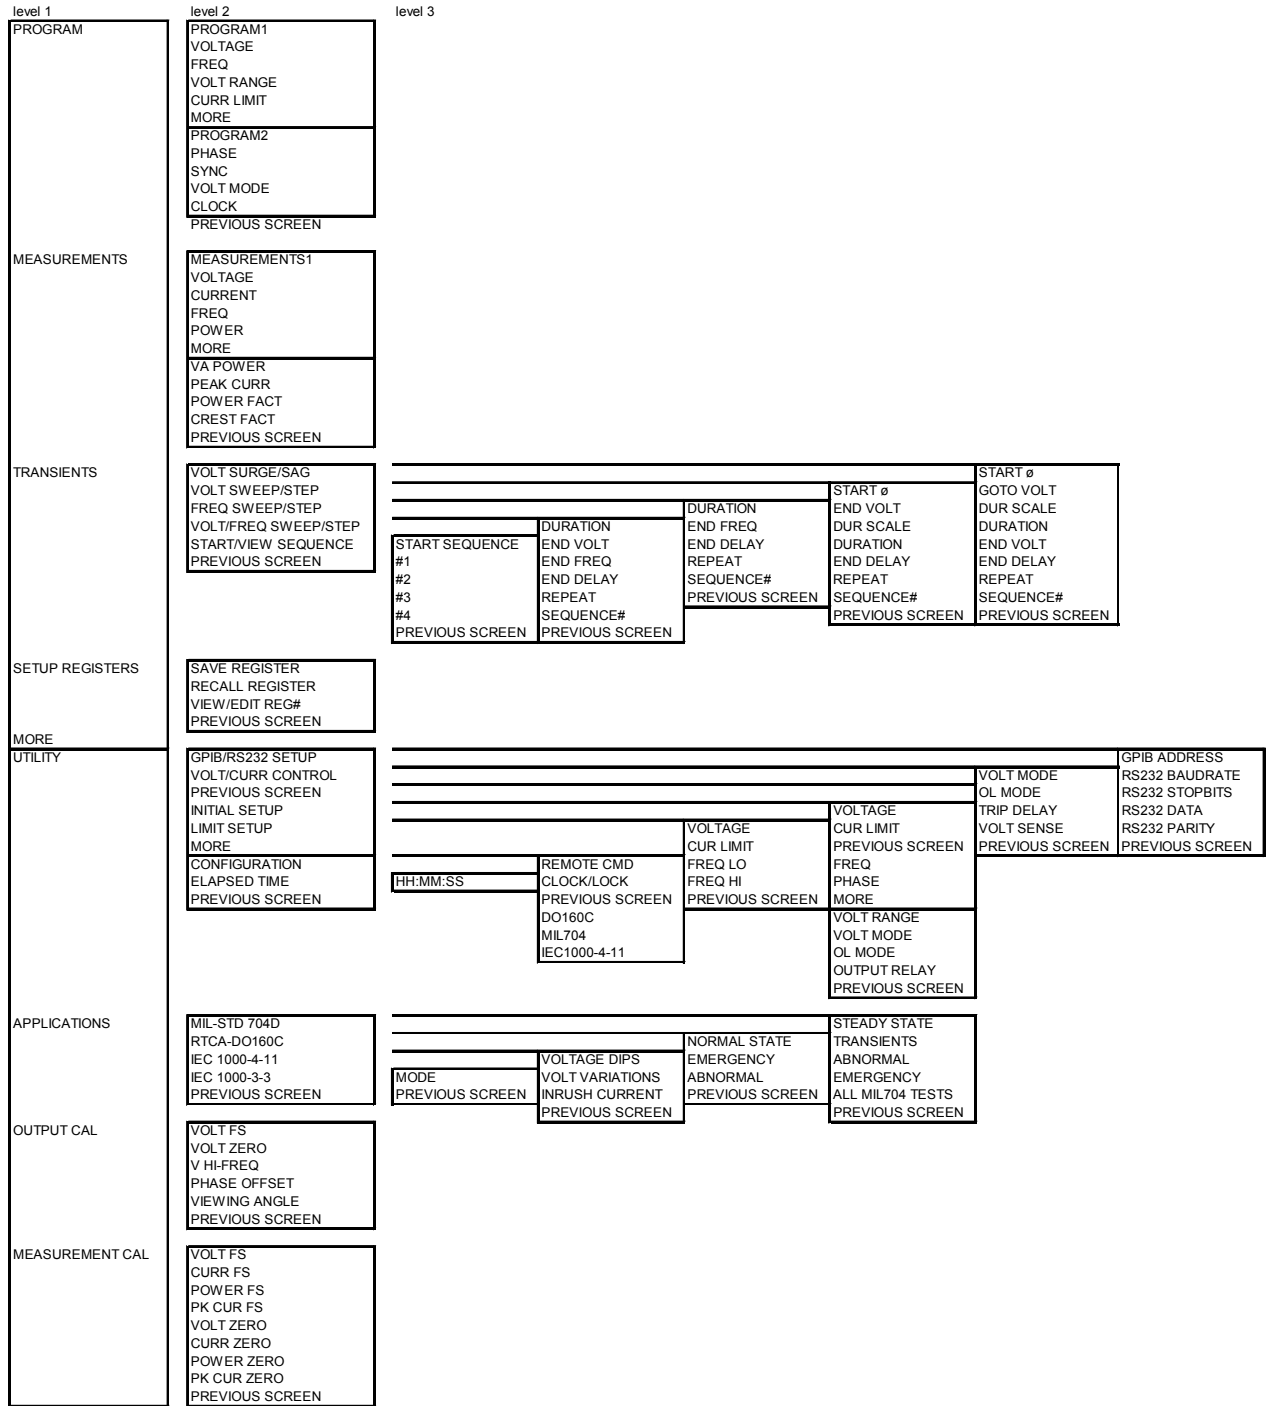 level 1 level 2 level 3
PROGRAM PROGRAM1
VOLTAGE
FREQ
VOLT RANGE
CURR LIMIT
MORE
PROGRAM2
PHASE
SYNC
VOLT MODE
CLOCK
PREVIOUS SCREEN
MEASUREMENTS MEASUREMENTS1
VOLTAGE
CURRENT
FREQ
POWER
MORE
VA POWER
PEAK CURR
POWER FACT
CREST FACT
PREVIOUS SCREEN
TRANSIENTS VOLT SURGE/SAG START ø
VOLT SWEEP/STEP START ø GOTO VOLT
FREQ SWEEP/STEP DURATION END VOLT DUR SCALE
VOLT/FREQ SWEEP/STEP DURATION END FREQ DUR SCALE DURATION
START/VIEW SEQUENCE START SEQUENCE END VOLT END DELAY DURATION END VOLT
PREVIOUS SCREEN #1 END FREQ REPEAT END DELAY END DELAY
#2 END DELAY SEQUENCE# REPEAT REPEAT
#3 REPEAT PREVIOUS SCREEN SEQUENCE# SEQUENCE#
#4 SEQUENCE# PREVIOUS SCREEN PREVIOUS SCREEN
PREVIOUS SCREEN PREVIOUS SCREEN
SETUP REGISTERS SAVE REGISTER
RECALL REGISTER
VIEW/EDIT REG#
PREVIOUS SCREEN
MORE
UTILITY GPIB/RS232 SETUP GPIB ADDRESS
VOLT/CURR CONTROL VOLT MODE RS232 BAUDRATE
PREVIOUS SCREEN OL MODE RS232 STOPBITS
INITIAL SETUP VOLTAGE TRIP DELAY RS232 DATA
LIMIT SETUP VOLTAGE CUR LIMIT VOLT SENSE RS232 PARITY
MORE CUR LIMIT PREVIOUS SCREEN PREVIOUS SCREEN PREVIOUS SCREEN
CONFIGURATION REMOTE CMD FREQ LO FREQ
ELAPSED TIME HH:MM:SS CLOCK/LOCK FREQ HI PHASE
PREVIOUS SCREEN PREVIOUS SCREEN PREVIOUS SCREEN MORE
DO160C VOLT RANGE
MIL704 VOLT MODE
IEC1000-4-11 OL MODE
OUTPUT RELAY
PREVIOUS SCREEN
APPLICATIONS MIL-STD 704D STEADY STATE
RTCA-DO160C NORMAL STATE TRANSIENTS
IEC 1000-4-11 VOLTAGE DIPS EMERGENCY ABNORMAL
IEC 1000-3-3 MODE VOLT VARIATIONS ABNORMAL EMERGENCY
PREVIOUS SCREEN PREVIOUS SCREEN INRUSH CURRENT PREVIOUS SCREEN ALL MIL704 TESTS
PREVIOUS SCREEN PREVIOUS SCREEN
OUTPUT CAL VOLT FS
VOLT ZERO
V HI-FREQ
PHASE OFFSET
VIEWING ANGLE
PREVIOUS SCREEN
MEASUREMENT CAL VOLT FS
CURR FS
POWER FS
PK CUR FS
VOLT ZERO
CURR ZERO
POWER ZERO
PK CUR ZERO
PREVIOUS SCREEN